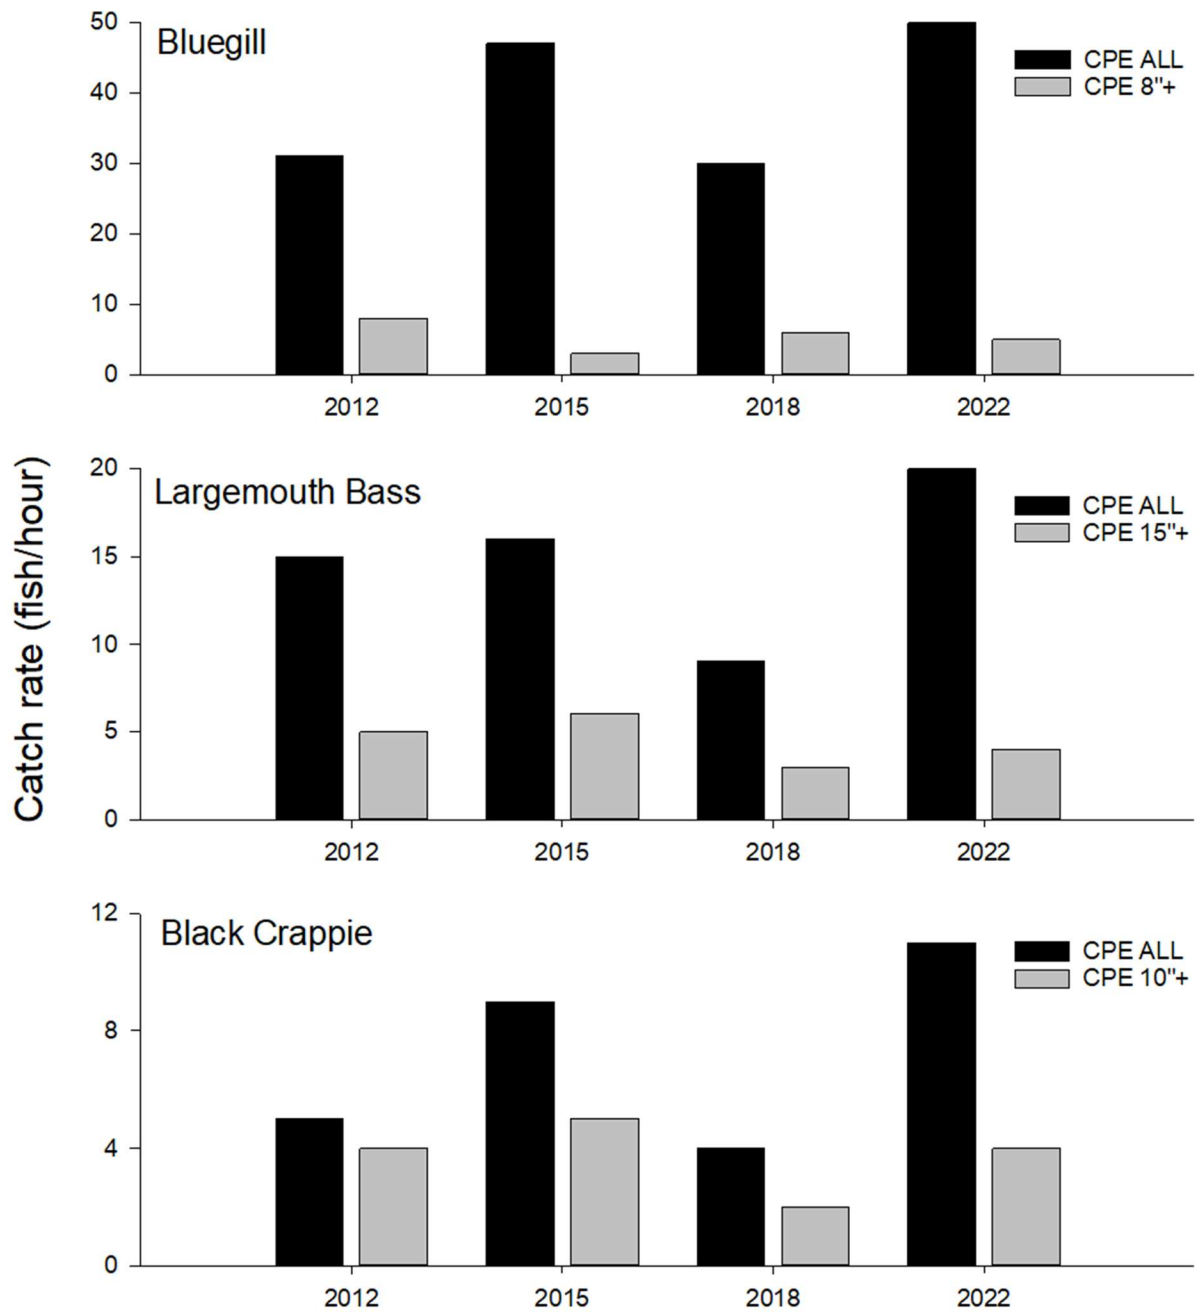 Bluegill
CPE ALL
CPE 8"+
50
40
30
20
10
0
2012 2015 2018 2022
Catch rate (fish/hour)
Largemouth Bass
CPE ALL
CPE 15"+
20
15
10
5
0
2012 2015 2018 2022
Black Crappie
CPE ALL
CPE 10"+
12
8
4
0
2012 2015 2018 2022